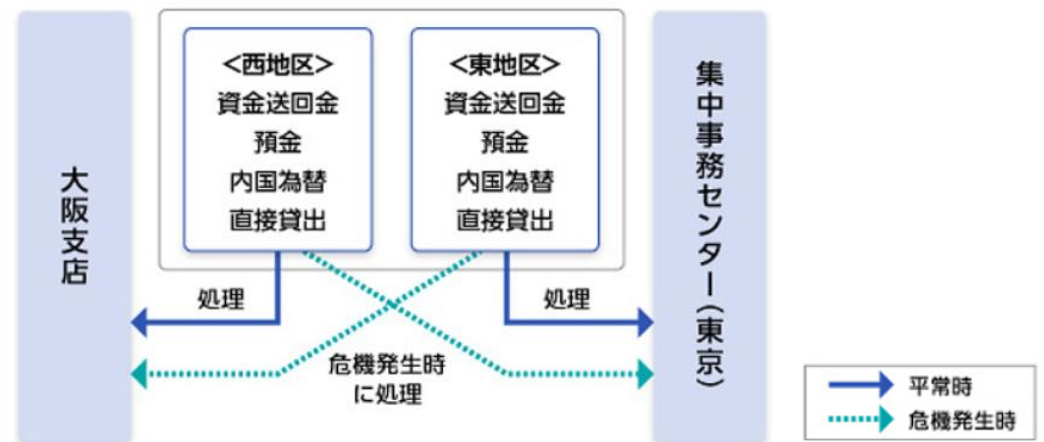 大阪支店
<西地区>
資金送回金
預金
内国為替
直接貸出
<東地区>
資金送回金
預金
内国為替
直接貸出
集中事務センター(東京)
処理
処理
危機発生時
に処理
平常時
危機発生時